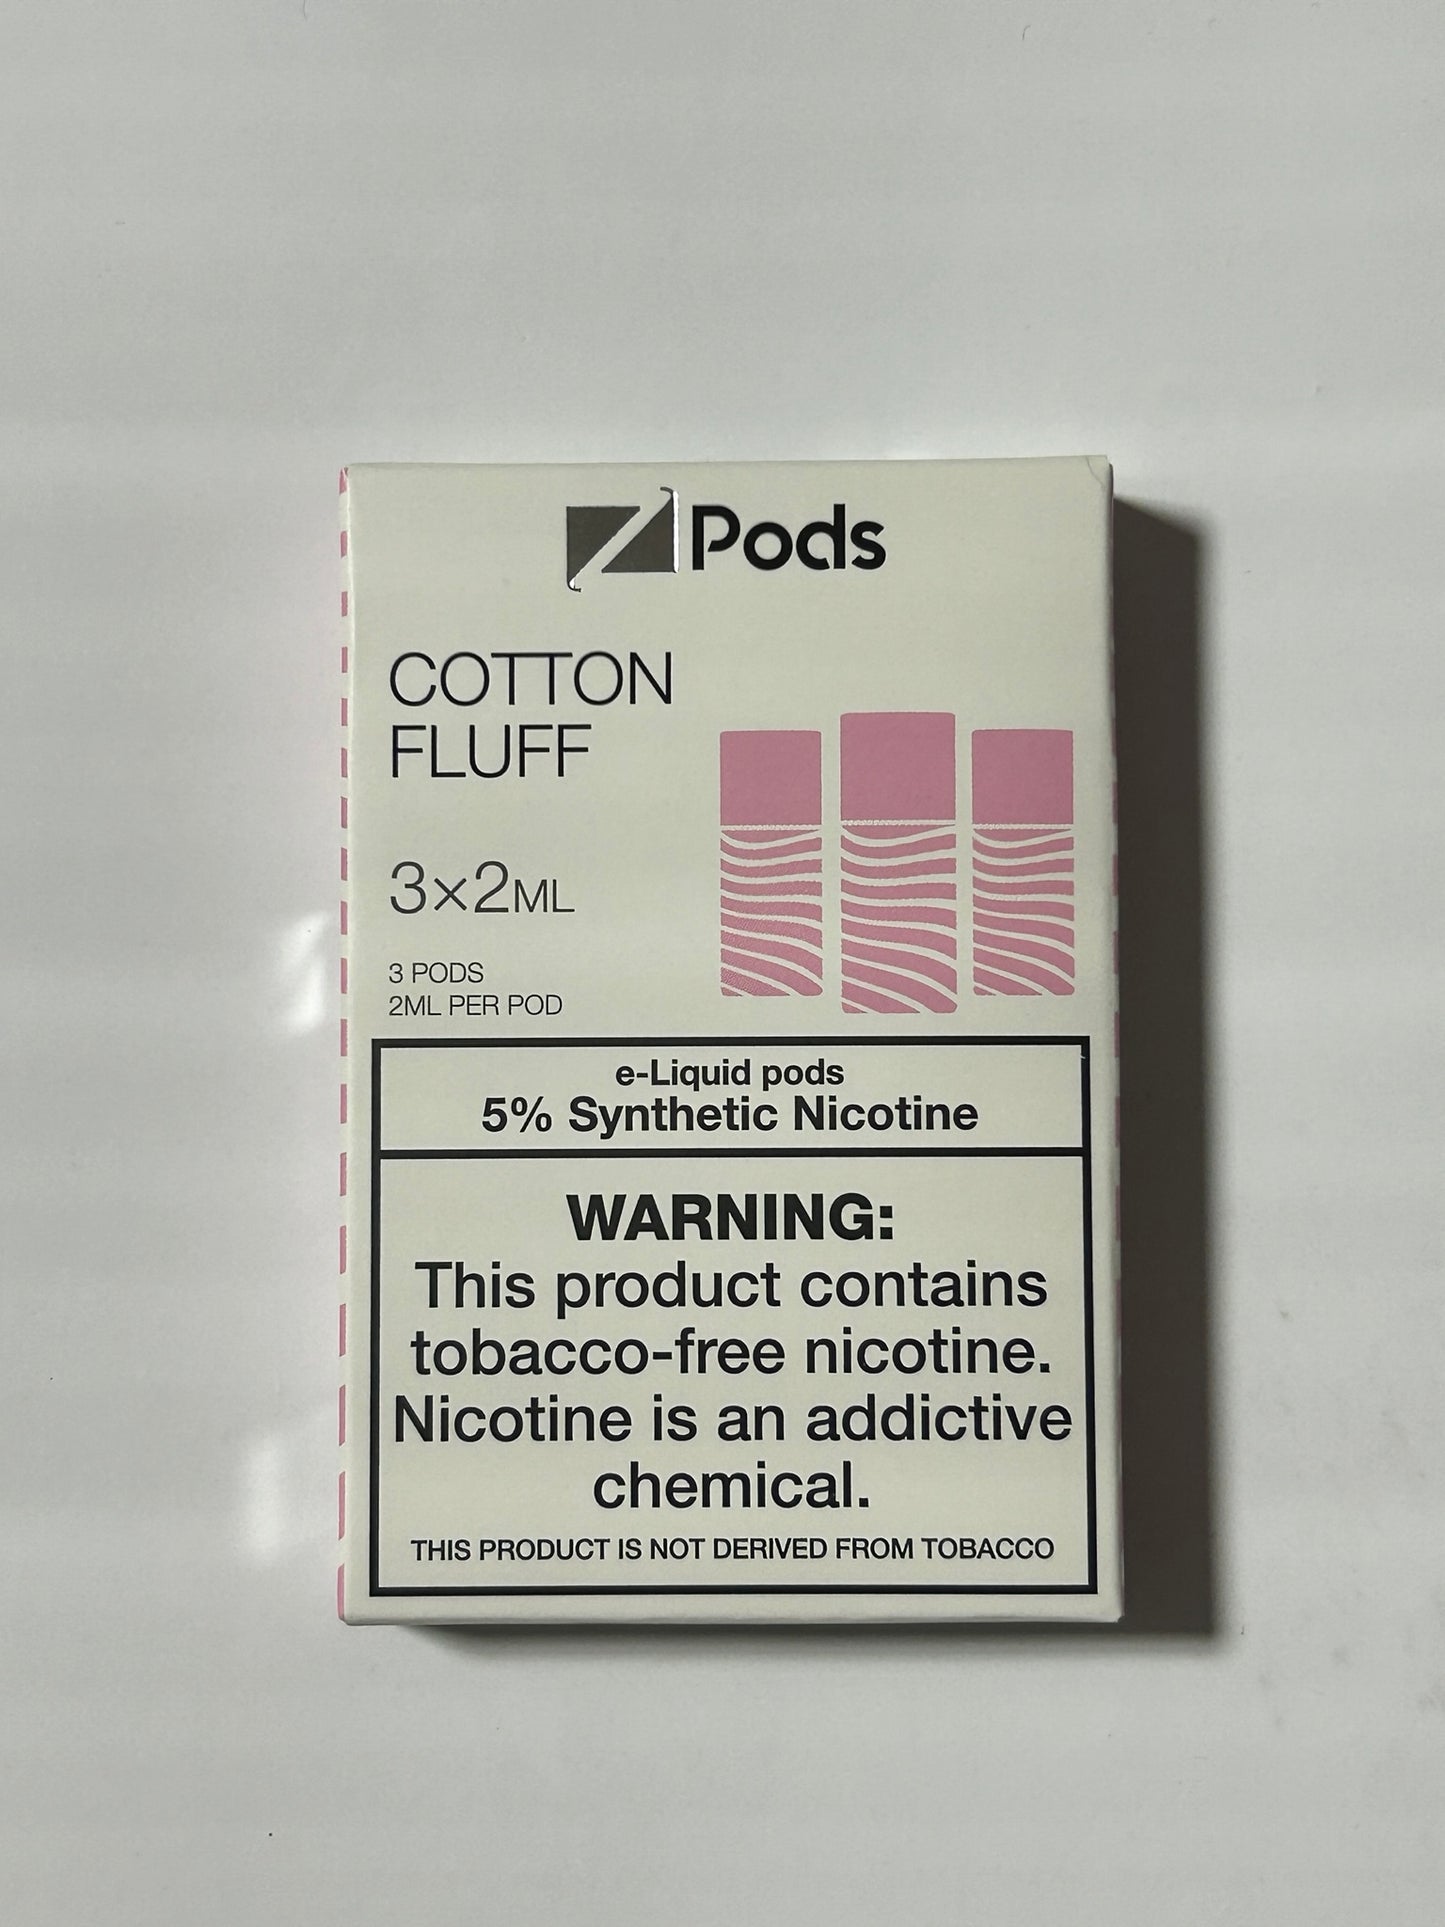 Z Pods
COTTON
FLUFF
3×2ML
3 PODS
2ML PER POD
e-Liquid pods
5% Synthetic Nicotine
WARNING:
This product contains
tobacco-free nicotine.
Nicotine is an addictive
chemical.
THIS PRODUCT IS NOT DERIVED FROM TOBACCO